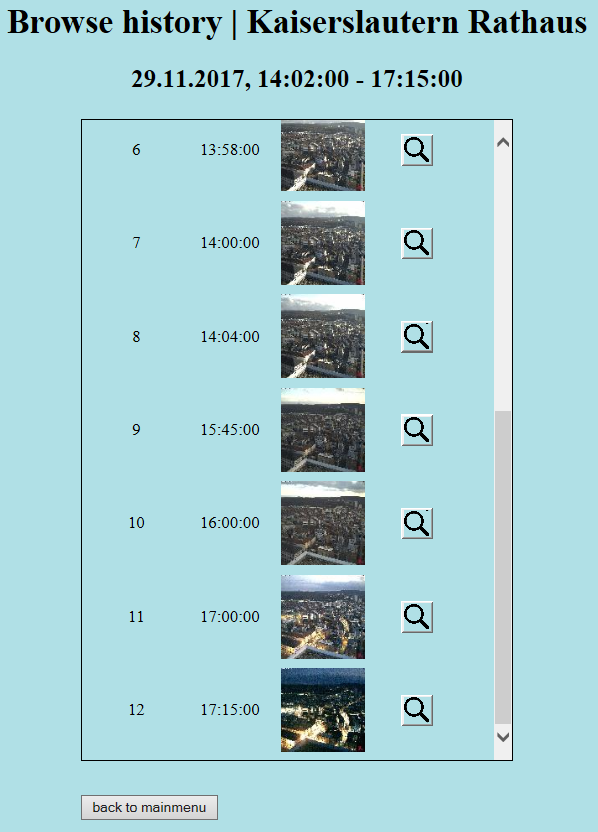 Browse history | Kaiserslautern Rathaus
29.11.2017, 14:02:00 - 17:15:00
6 13:58:00
7 14:00:00
8 14:04:00
9 15:45:00
10 16:00:00
11 17:00:00
12 17:15:00
back to mainmenu